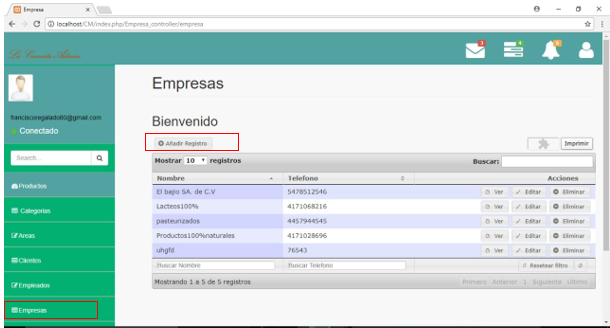 Empresa
localhost/CM/index.php/Empresa_controller/empresa
franciscoregalado80@gmail.com
Conectado
Search...
Productos
Categorias
Areas
Clientes
Empleados
Empresas
Empresas
Bienvenido
Añadir Registro
Imprimir
Mostrar 10 registros
Buscar:
Nombre Telefono Acciones
El bajio SA. de C.V 5478512546 Ver Editar Eliminar
Lacteos100% 4171068216 Ver Editar Eliminar
pasteurizados 4457944545 Ver Editar Eliminar
Productos100%naturales 4171028696 Ver Editar Eliminar
uhgfd 76543 Ver Editar Eliminar
Buscar Nombre Buscar Telefono Resetear filtro
Mostrando 1 a 5 de 5 registros
Primero Anterior 1 Siguiente Ultimo